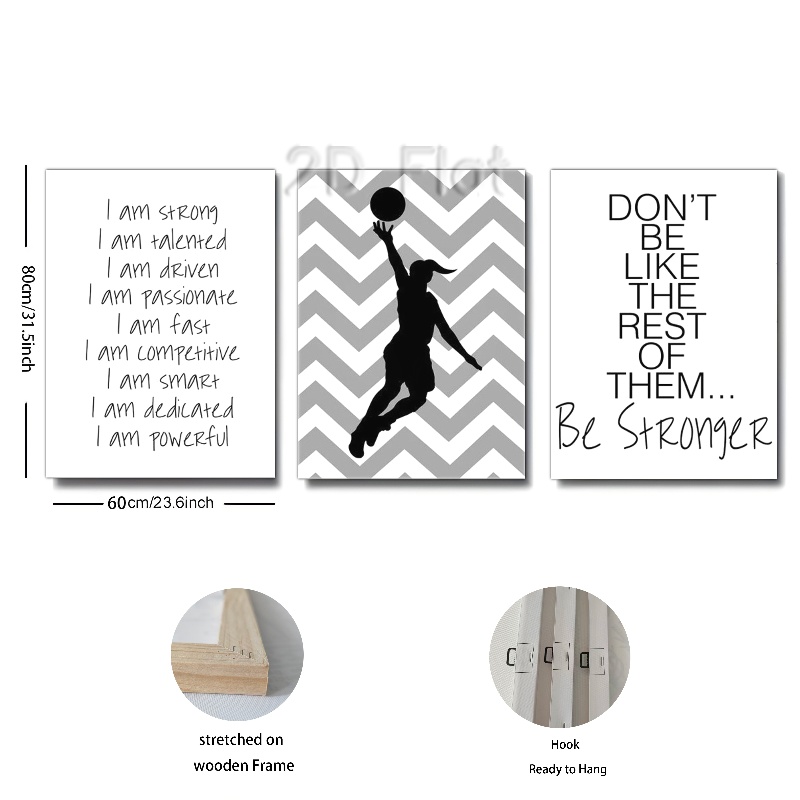 2D Flat
I am strong
I am talented
I am driven
I am passionate
I am fast
I am competitive
I am smart
I am dedicated
I am powerful
DON'T
BE
LIKE
THE
REST
OF
THEM...
Be Stronger
80cm/31.5inch
60cm/23.6inch
stretched on
wooden Frame
Hook
Ready to Hang